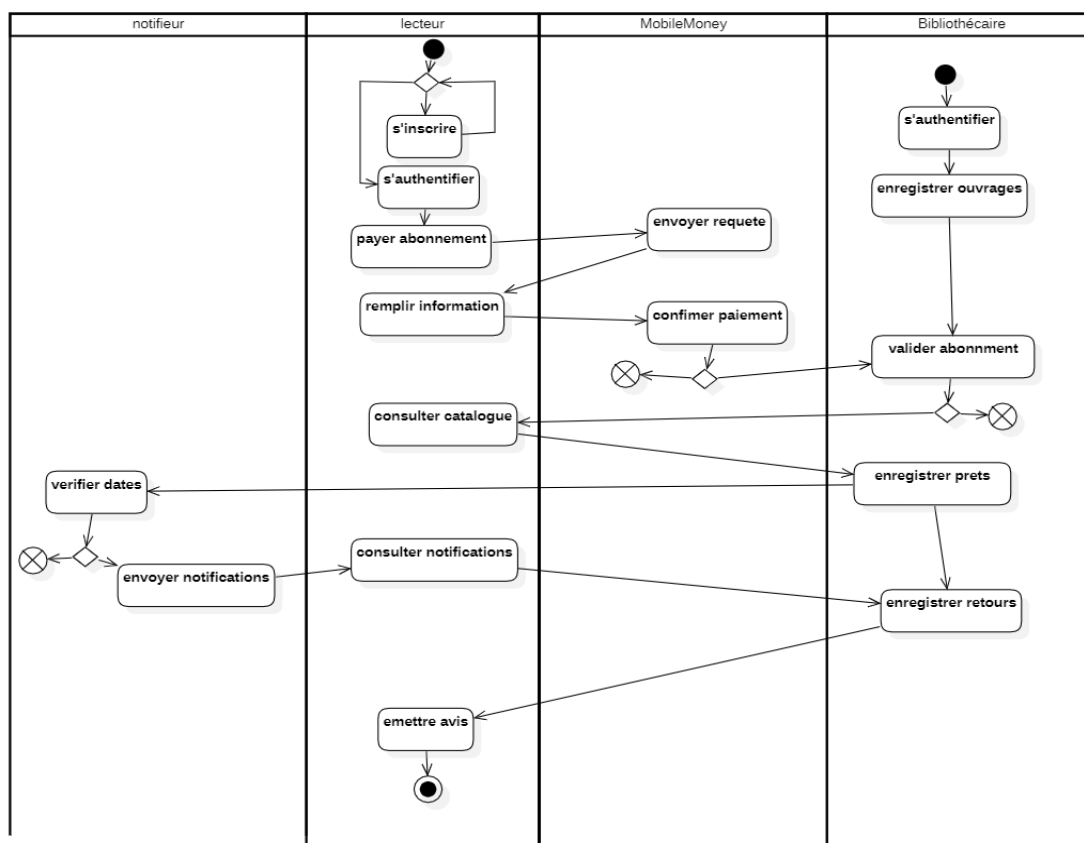 notifieur
lecteur
MobileMoney
Bibliothécaire
s'inscrire
s'authentifier
s'authentifier
enregistrer ouvrages
payer abonnement
envoyer requete
remplir information
confimer paiement
valider abonnment
consulter catalogue
verifier dates
enregistrer prets
envoyer notifications
consulter notifications
enregistrer retours
emettre avis